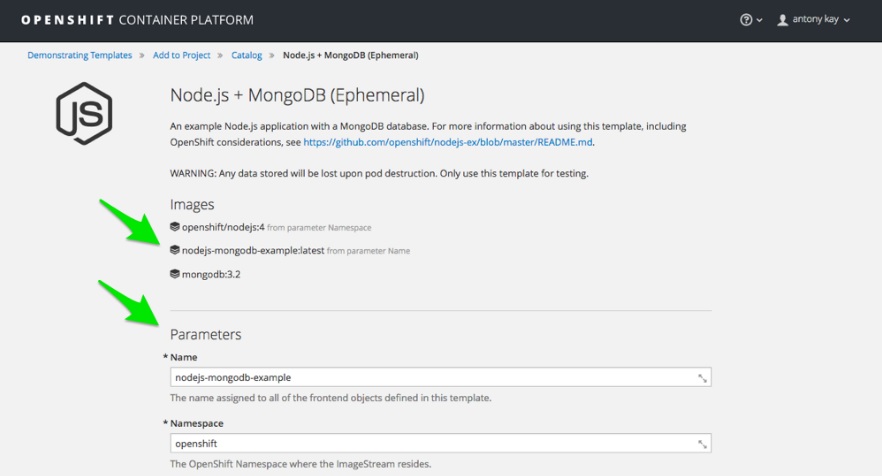 OPENSHIFT CONTAINER PLATFORM
antony kay
Demonstrating Templates » Add to Project » Catalog » Node.js + MongoDB (Ephemeral)
JS
Node.js + MongoDB (Ephemeral)
An example Node.js application with a MongoDB database. For more information about using this template, including
OpenShift considerations, see https://github.com/openshift/nodejs-ex/blob/master/README.md.
WARNING: Any data stored will be lost upon pod destruction. Only use this template for testing.
Images
openshift/nodejs:4 from parameter Namespace
nodejs-mongodb-example:latest from parameter Name
mongodb:3.2
Parameters
* Name
nodejs-mongodb-example
The name assigned to all of the frontend objects defined in this template.
* Namespace
openshift
The OpenShift Namespace where the ImageStream resides.